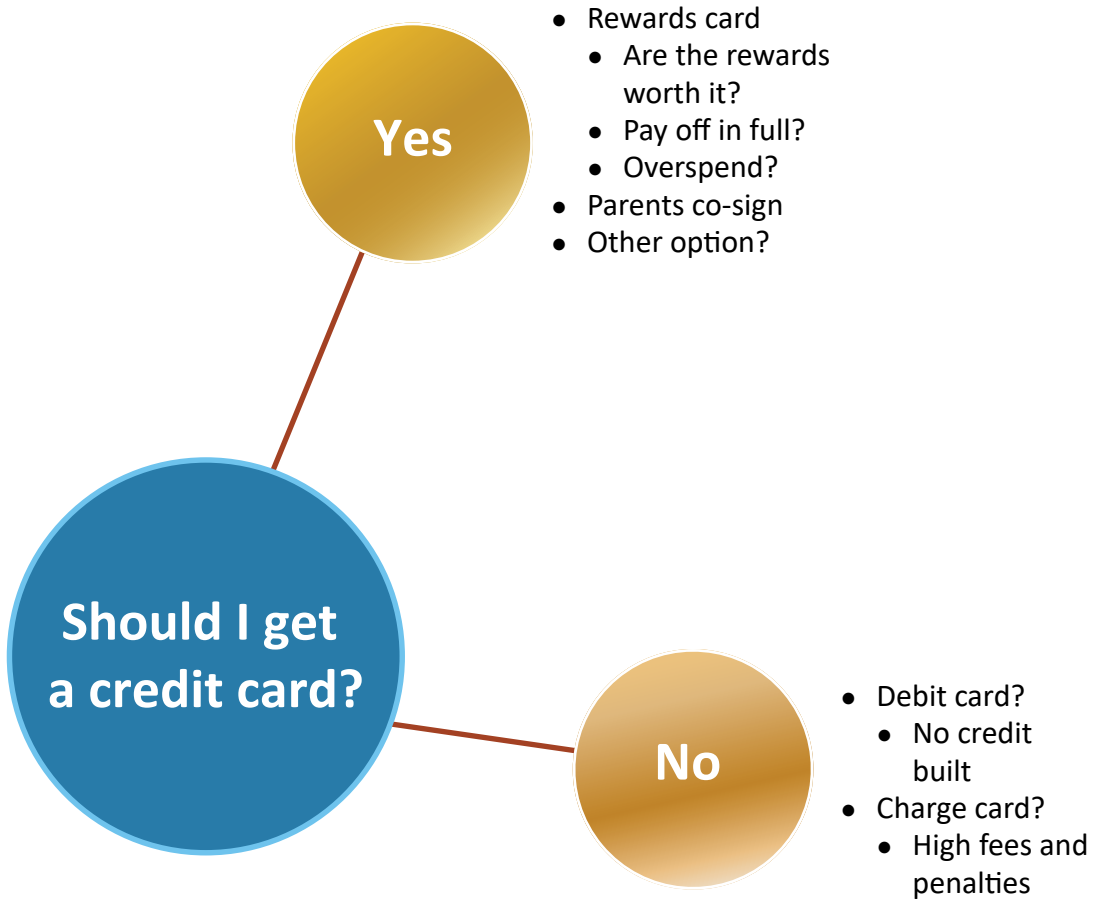 ● Rewards card
● Are the rewards
worth it?
● Pay off in full?
● Overspend?
● Parents co-sign
● Other option?
Yes
Should I get
a credit card?
No
● Debit card?
● No credit
built
● Charge card?
● High fees and
penalties